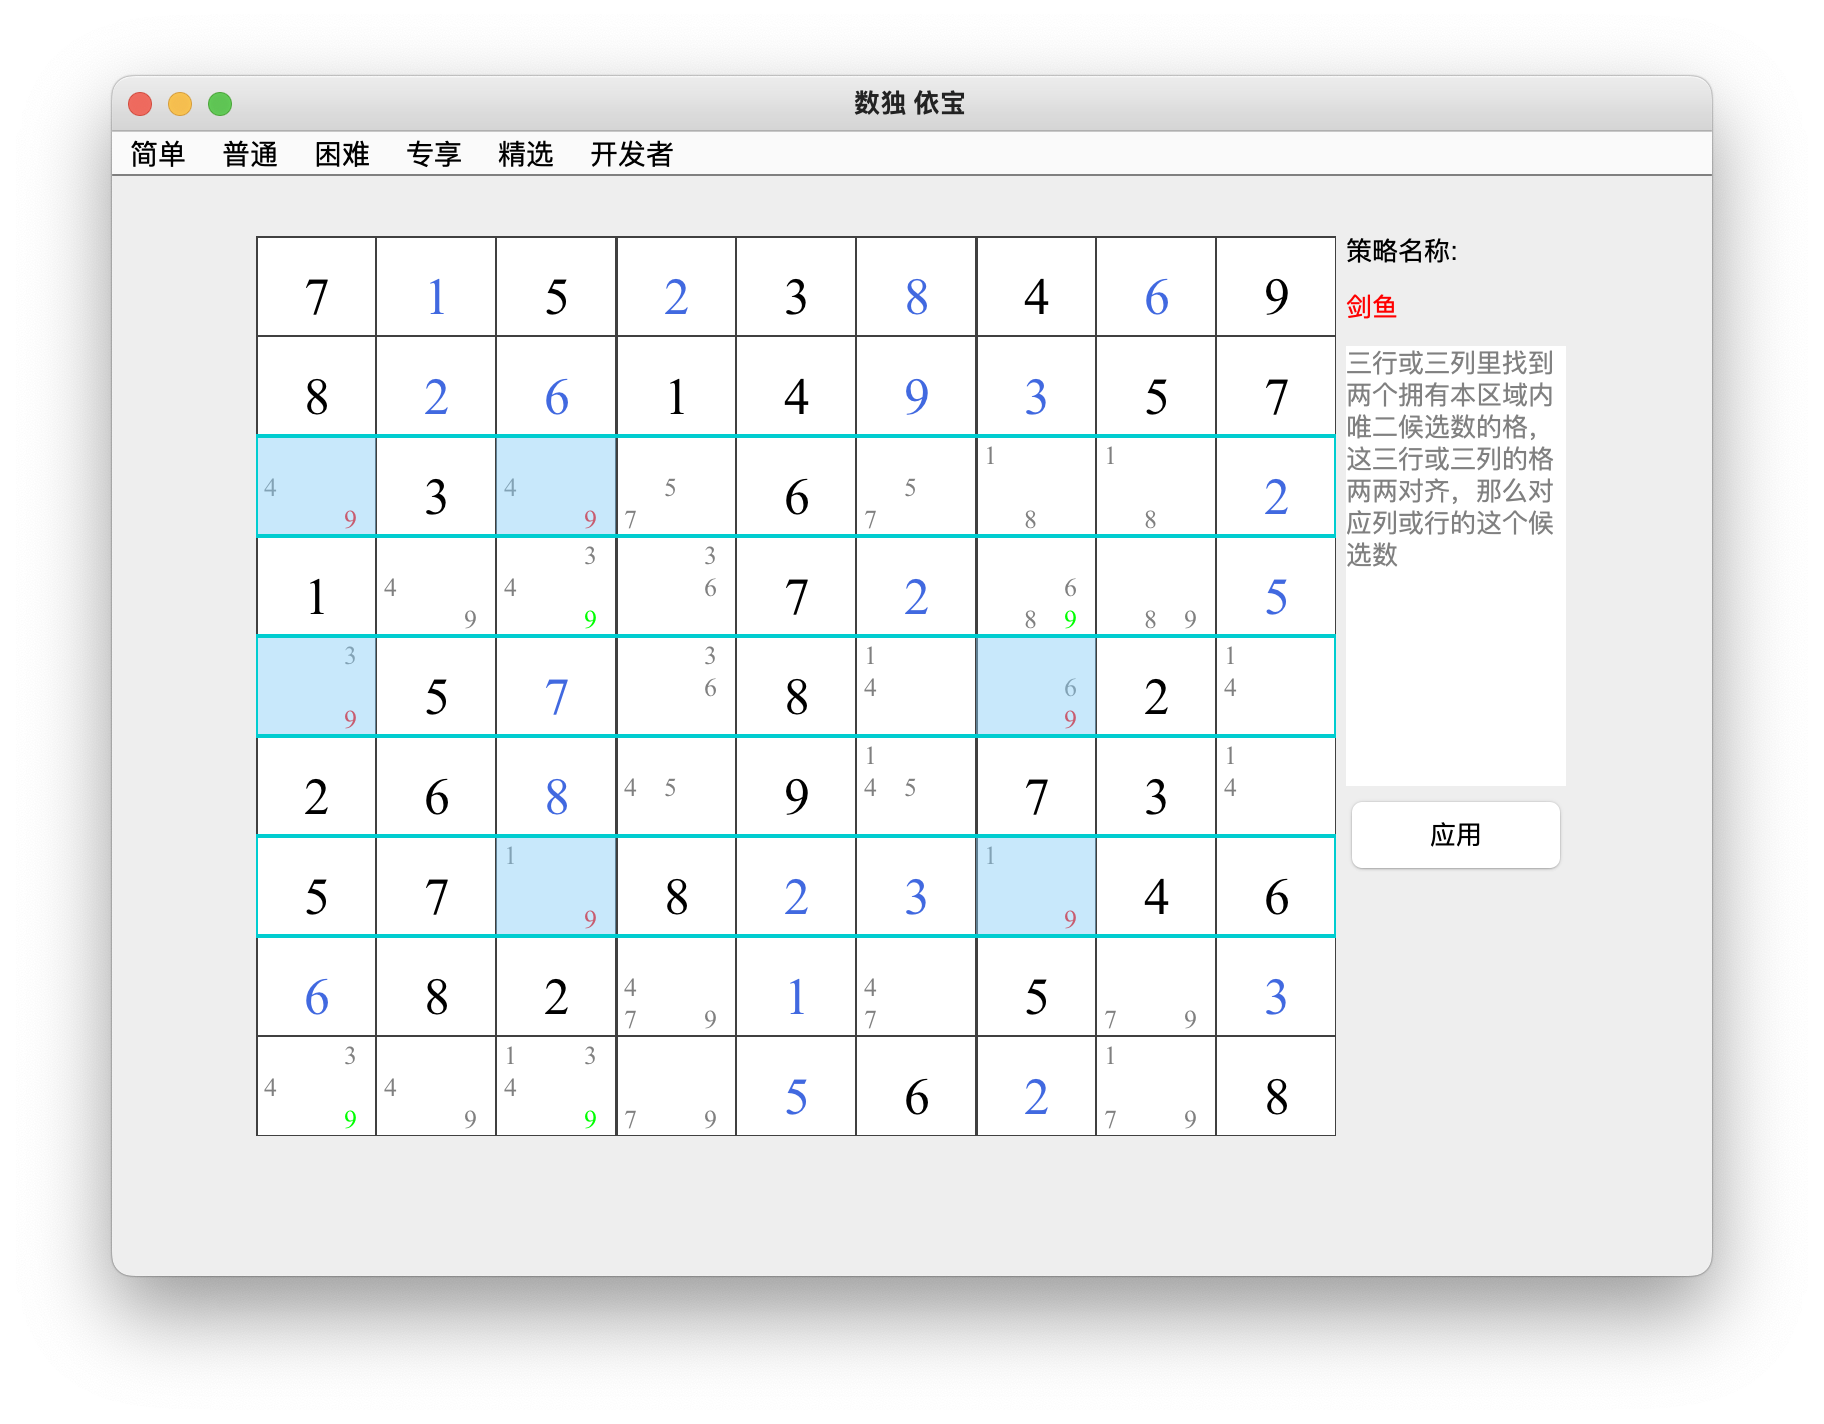 数独 依宝
简单 普通 困难 专享 精选 开发者
7 1 5 2 3 8 4 6 9
策略名称:
剑鱼
8 2 6 1 4 9 3 5 7
三行或三列里找到
两个拥有本区域内
唯二候选数的格，
这三行或三列的格
两两对齐，那么对
应列或行的这个候
选数
1 1
4 4 5 5
3 6 2
9 9 7 7 8 8
3 3
4 4 6 6
1 7 2 5
9 9 8 9 8 9
3 3 1 1
6 4 6 4
5 7 8 2
9 9
1 1
4 5 4 5 4
2 6 8 9 7 3
应用
1 1
5 7 8 2 3 4 6
9 9
4 4
6 8 2 1 5 3
7 9 7 7 9
3 1 3 1
4 4 4
5 6 2 8
9 9 9 7 9 7 9